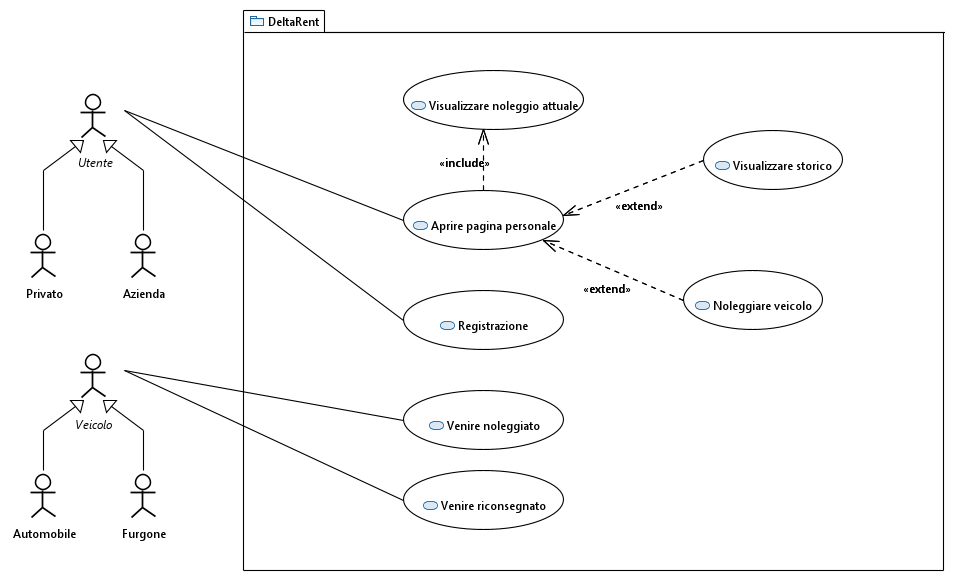 DeltaRent
Visualizzare noleggio attuale
«include»
Visualizzare storico
Utente
«extend»
Aprire pagina personale
Privato
Azienda
«extend»
Noleggiare veicolo
Registrazione
Veicolo
Venire noleggiato
Venire riconsegnato
Automobile
Furgone